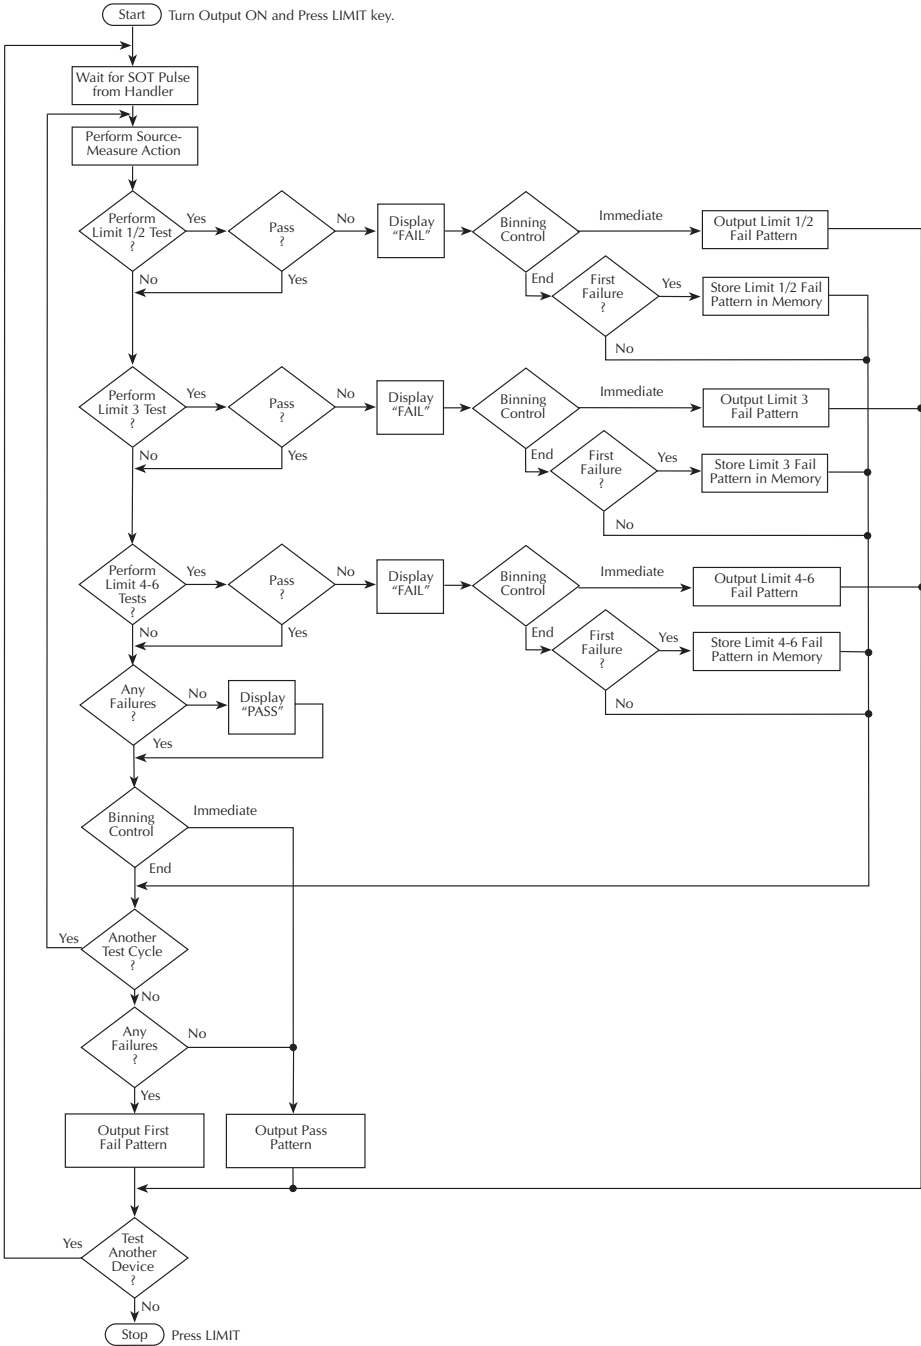 Start
Turn Output ON and Press LIMIT key.
Wait for SOT Pulse
from Handler
Perform Source-
Measure Action
Perform
Limit 1/2 Test
?
Yes
No
Pass
?
No
Yes
Display
“FAIL”
Binning
Control
Immediate
End
Output Limit 1/2
Fail Pattern
First
Failure
?
Yes
No
Store Limit 1/2 Fail
Pattern in Memory
Perform
Limit 3 Test
?
Yes
No
Pass
?
No
Yes
Display
“FAIL”
Binning
Control
Immediate
End
Output Limit 3
Fail Pattern
First
Failure
?
Yes
No
Store Limit 3 Fail
Pattern in Memory
Perform
Limit 4-6
Tests
?
Yes
No
Pass
?
No
Yes
Display
“FAIL”
Binning
Control
Immediate
End
Output Limit 4-6
Fail Pattern
First
Failure
?
Yes
No
Store Limit 4-6 Fail
Pattern in Memory
Any
Failures
?
No
Yes
Display
“PASS”
Binning
Control
Immediate
End
Another
Test Cycle
?
Yes
No
Any
Failures
?
No
Yes
Output First
Fail Pattern
Output Pass
Pattern
Test
Another
Device
?
Yes
No
Stop
Press LIMIT